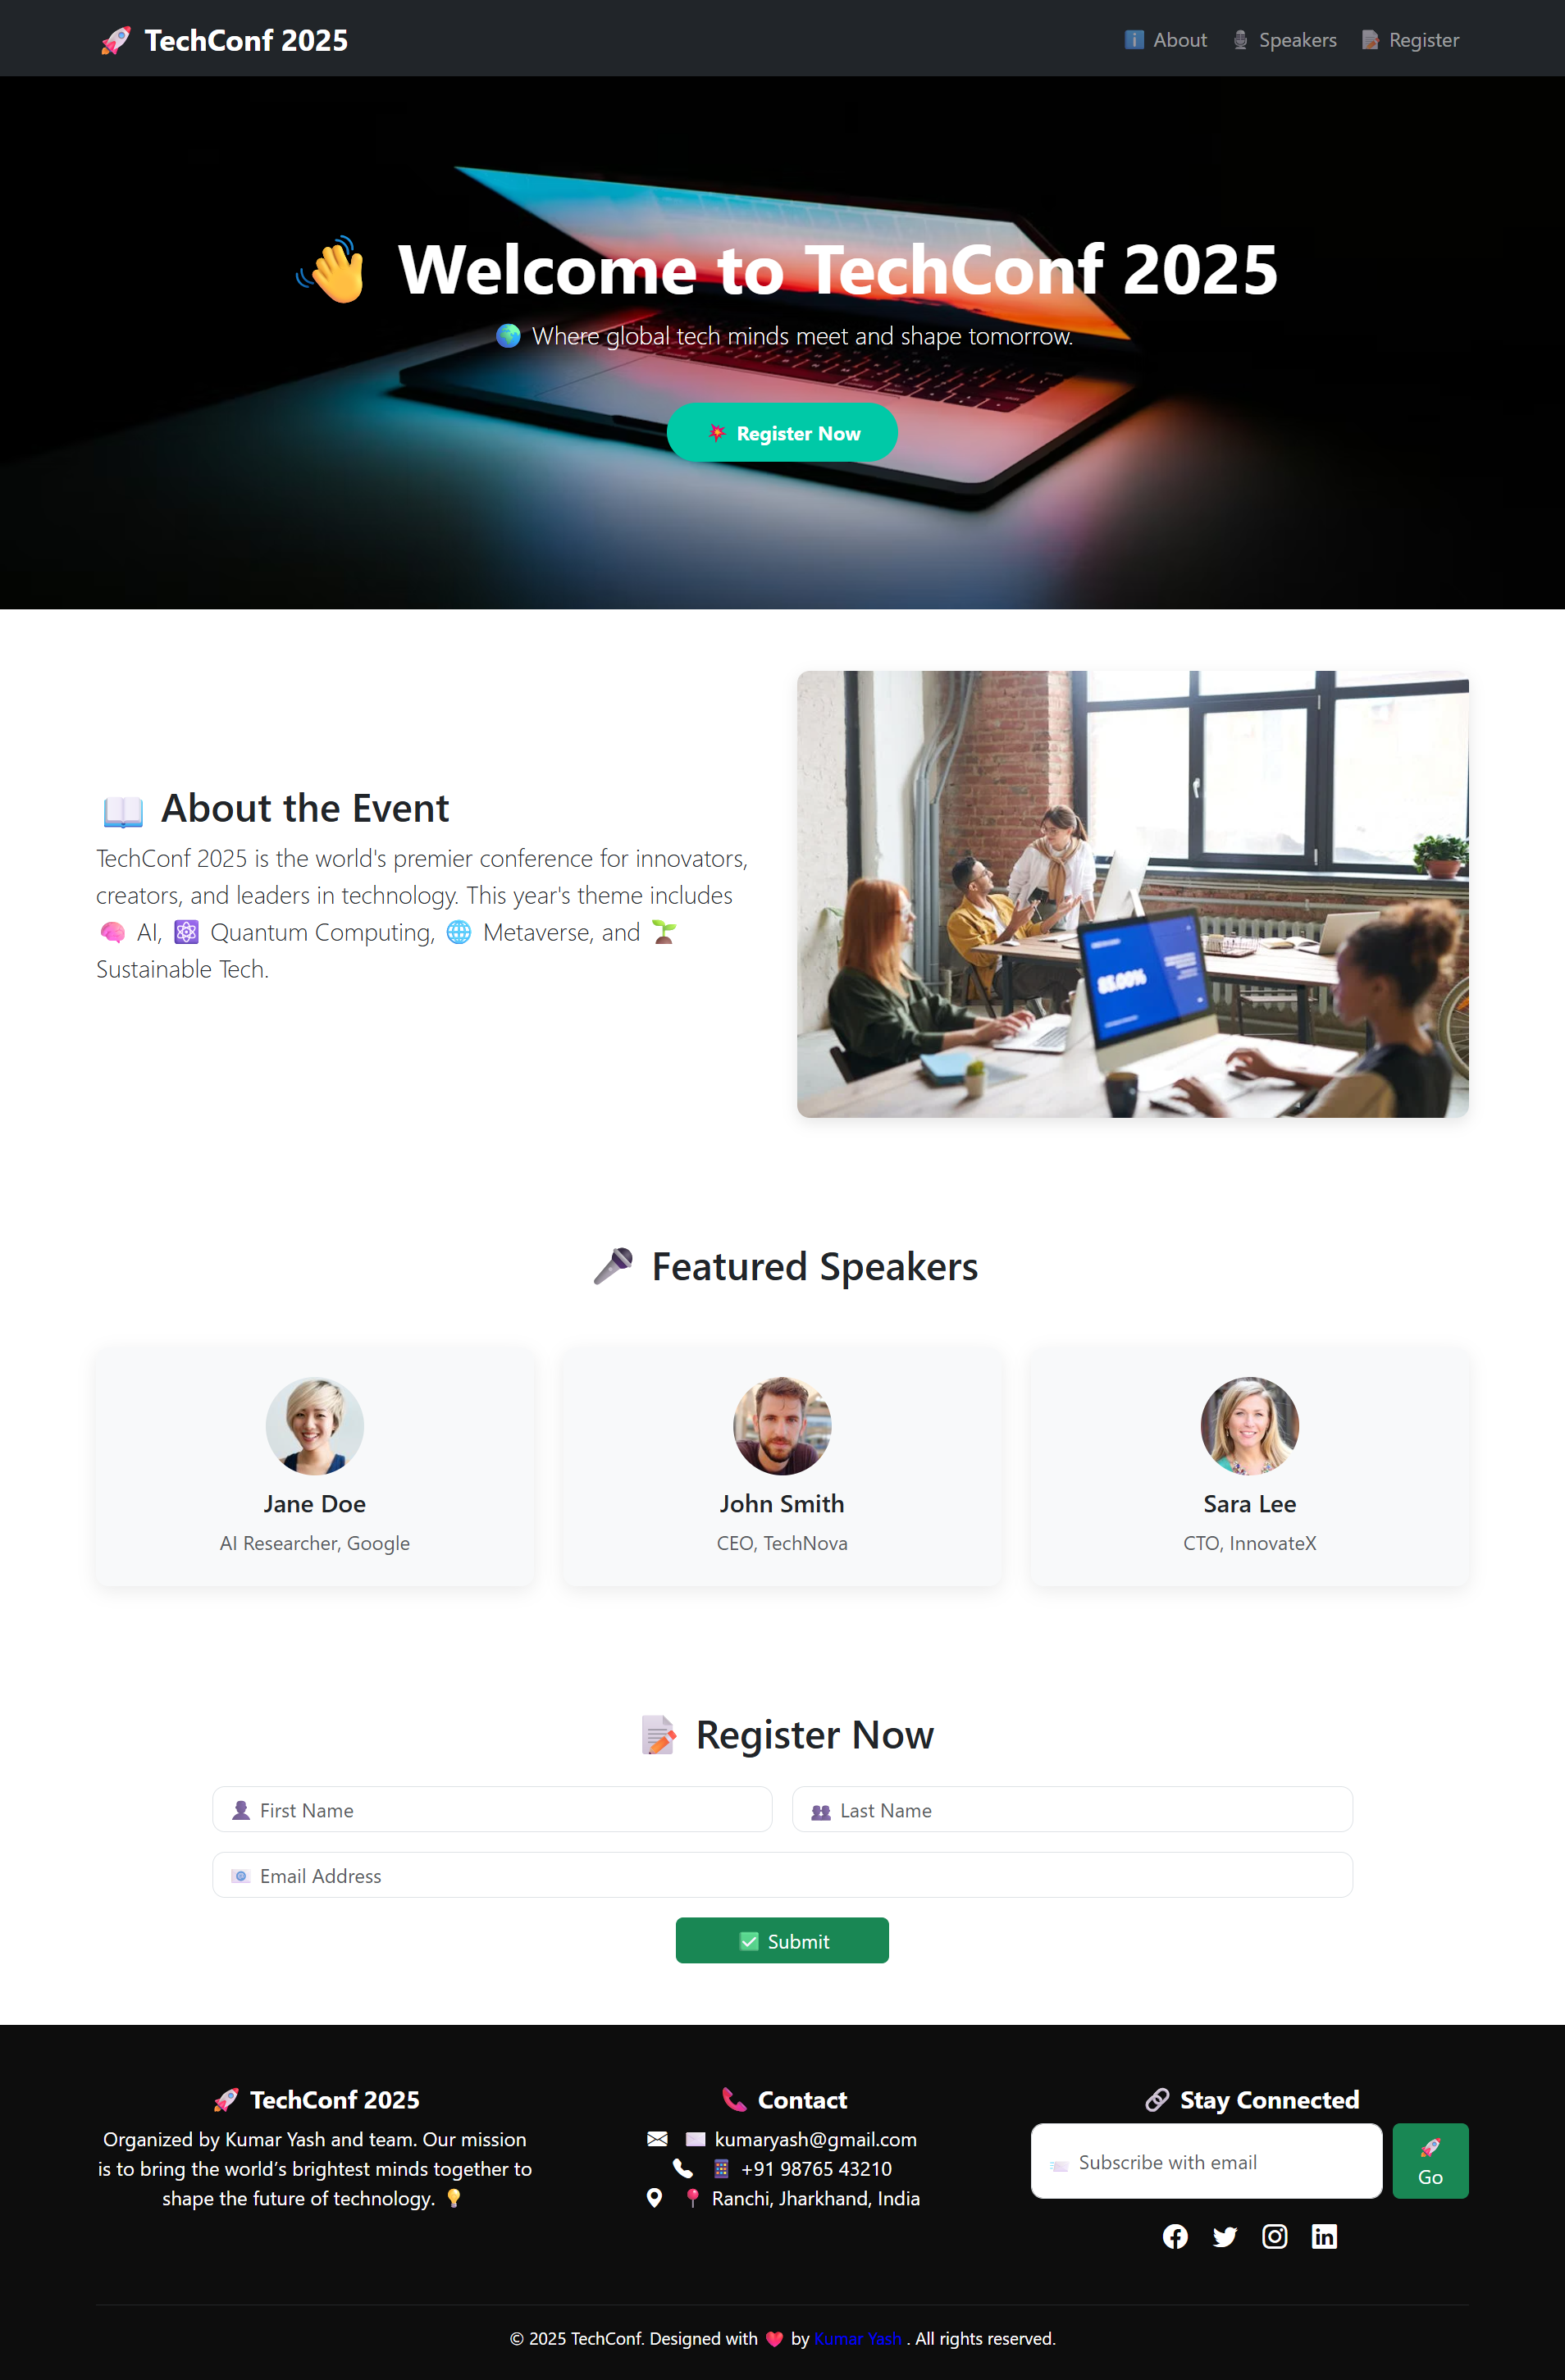 🚀 TechConf 2025
ℹ️ About 🎙️ Speakers 📝 Register
👋 Welcome to TechConf 2025
🌍 Where global tech minds meet and shape tomorrow.
💥 Register Now
📖 About the Event
TechConf 2025 is the world's premier conference for innovators,
creators, and leaders in technology. This year's theme includes
🧠 AI, ⚛️ Quantum Computing, 🌐 Metaverse, and 🌱
Sustainable Tech.
85.00%
🎤 Featured Speakers
Jane Doe
AI Researcher, Google
John Smith
CEO, TechNova
Sara Lee
CTO, InnovateX
📝 Register Now
👤 First Name
👥 Last Name
📧 Email Address
✅ Submit
🚀 TechConf 2025
Organized by Kumar Yash and team. Our mission
is to bring the world’s brightest minds together to
shape the future of technology. 💡
📞 Contact
✉️ kumaryash@gmail.com
📱 +91 98765 43210
📍 Ranchi, Jharkhand, India
🔗 Stay Connected
📨 Subscribe with email
🚀
Go
© 2025 TechConf. Designed with ❤️ by Kumar Yash . All rights reserved.